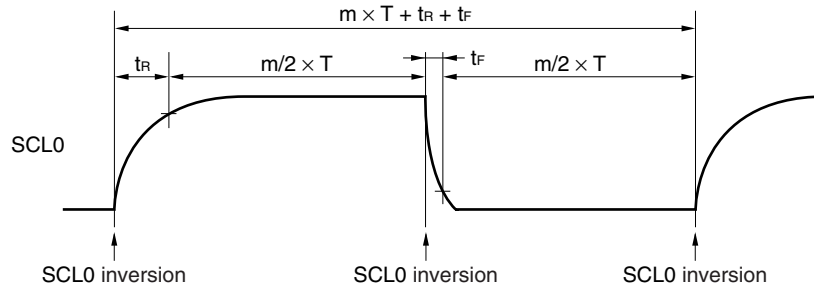 m × T + tR + tF
tR
m/2 × T
tF
m/2 × T
SCL0
SCL0 inversion
SCL0 inversion
SCL0 inversion